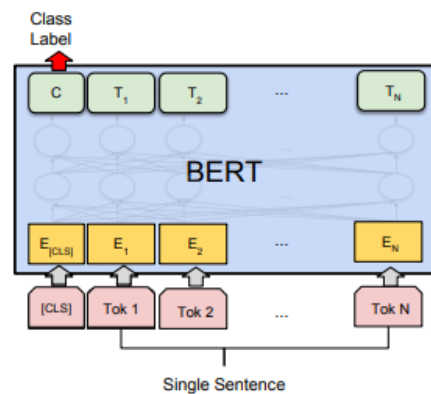 Class
Label
C T1 T2 ... TN
BERT
E[CLS] E1 E2 ... EN
[CLS] Tok 1 Tok 2 ... Tok N
Single Sentence